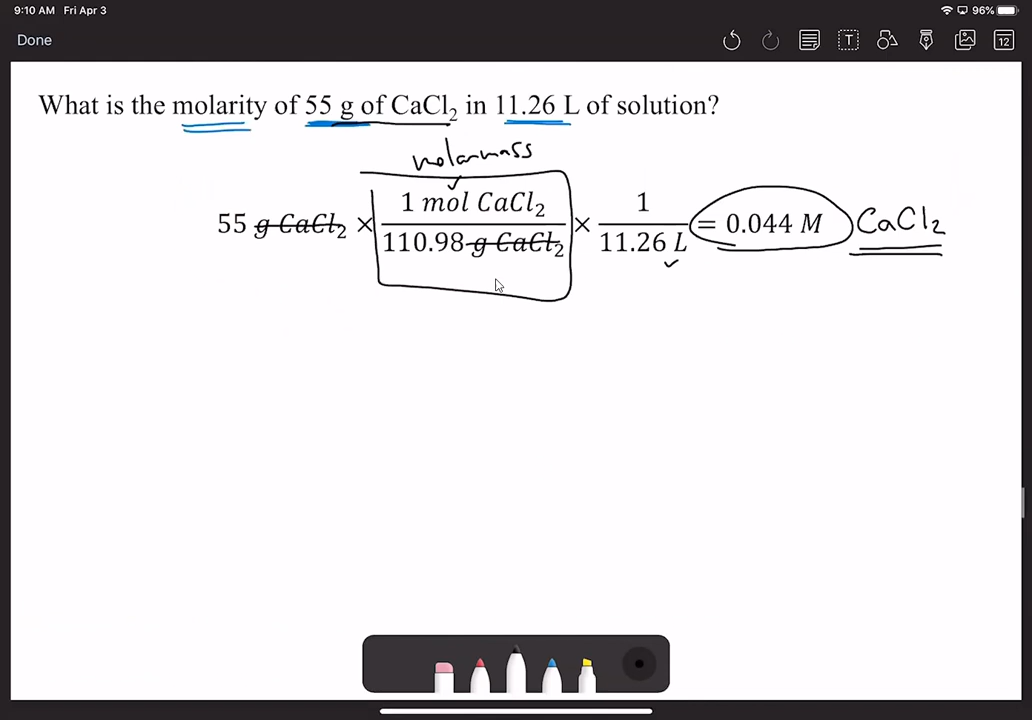 9:10 AM Fri Apr 3 96%
Done
T 12
What is the molarity of 55 g of CaCl₂ in 11.26 L of solution?
molarmass
1 mol CaCl₂ 1
55 g CaCl₂ × × = 0.044 M CaCl₂
110.98 g CaCl₂ 11.26 L